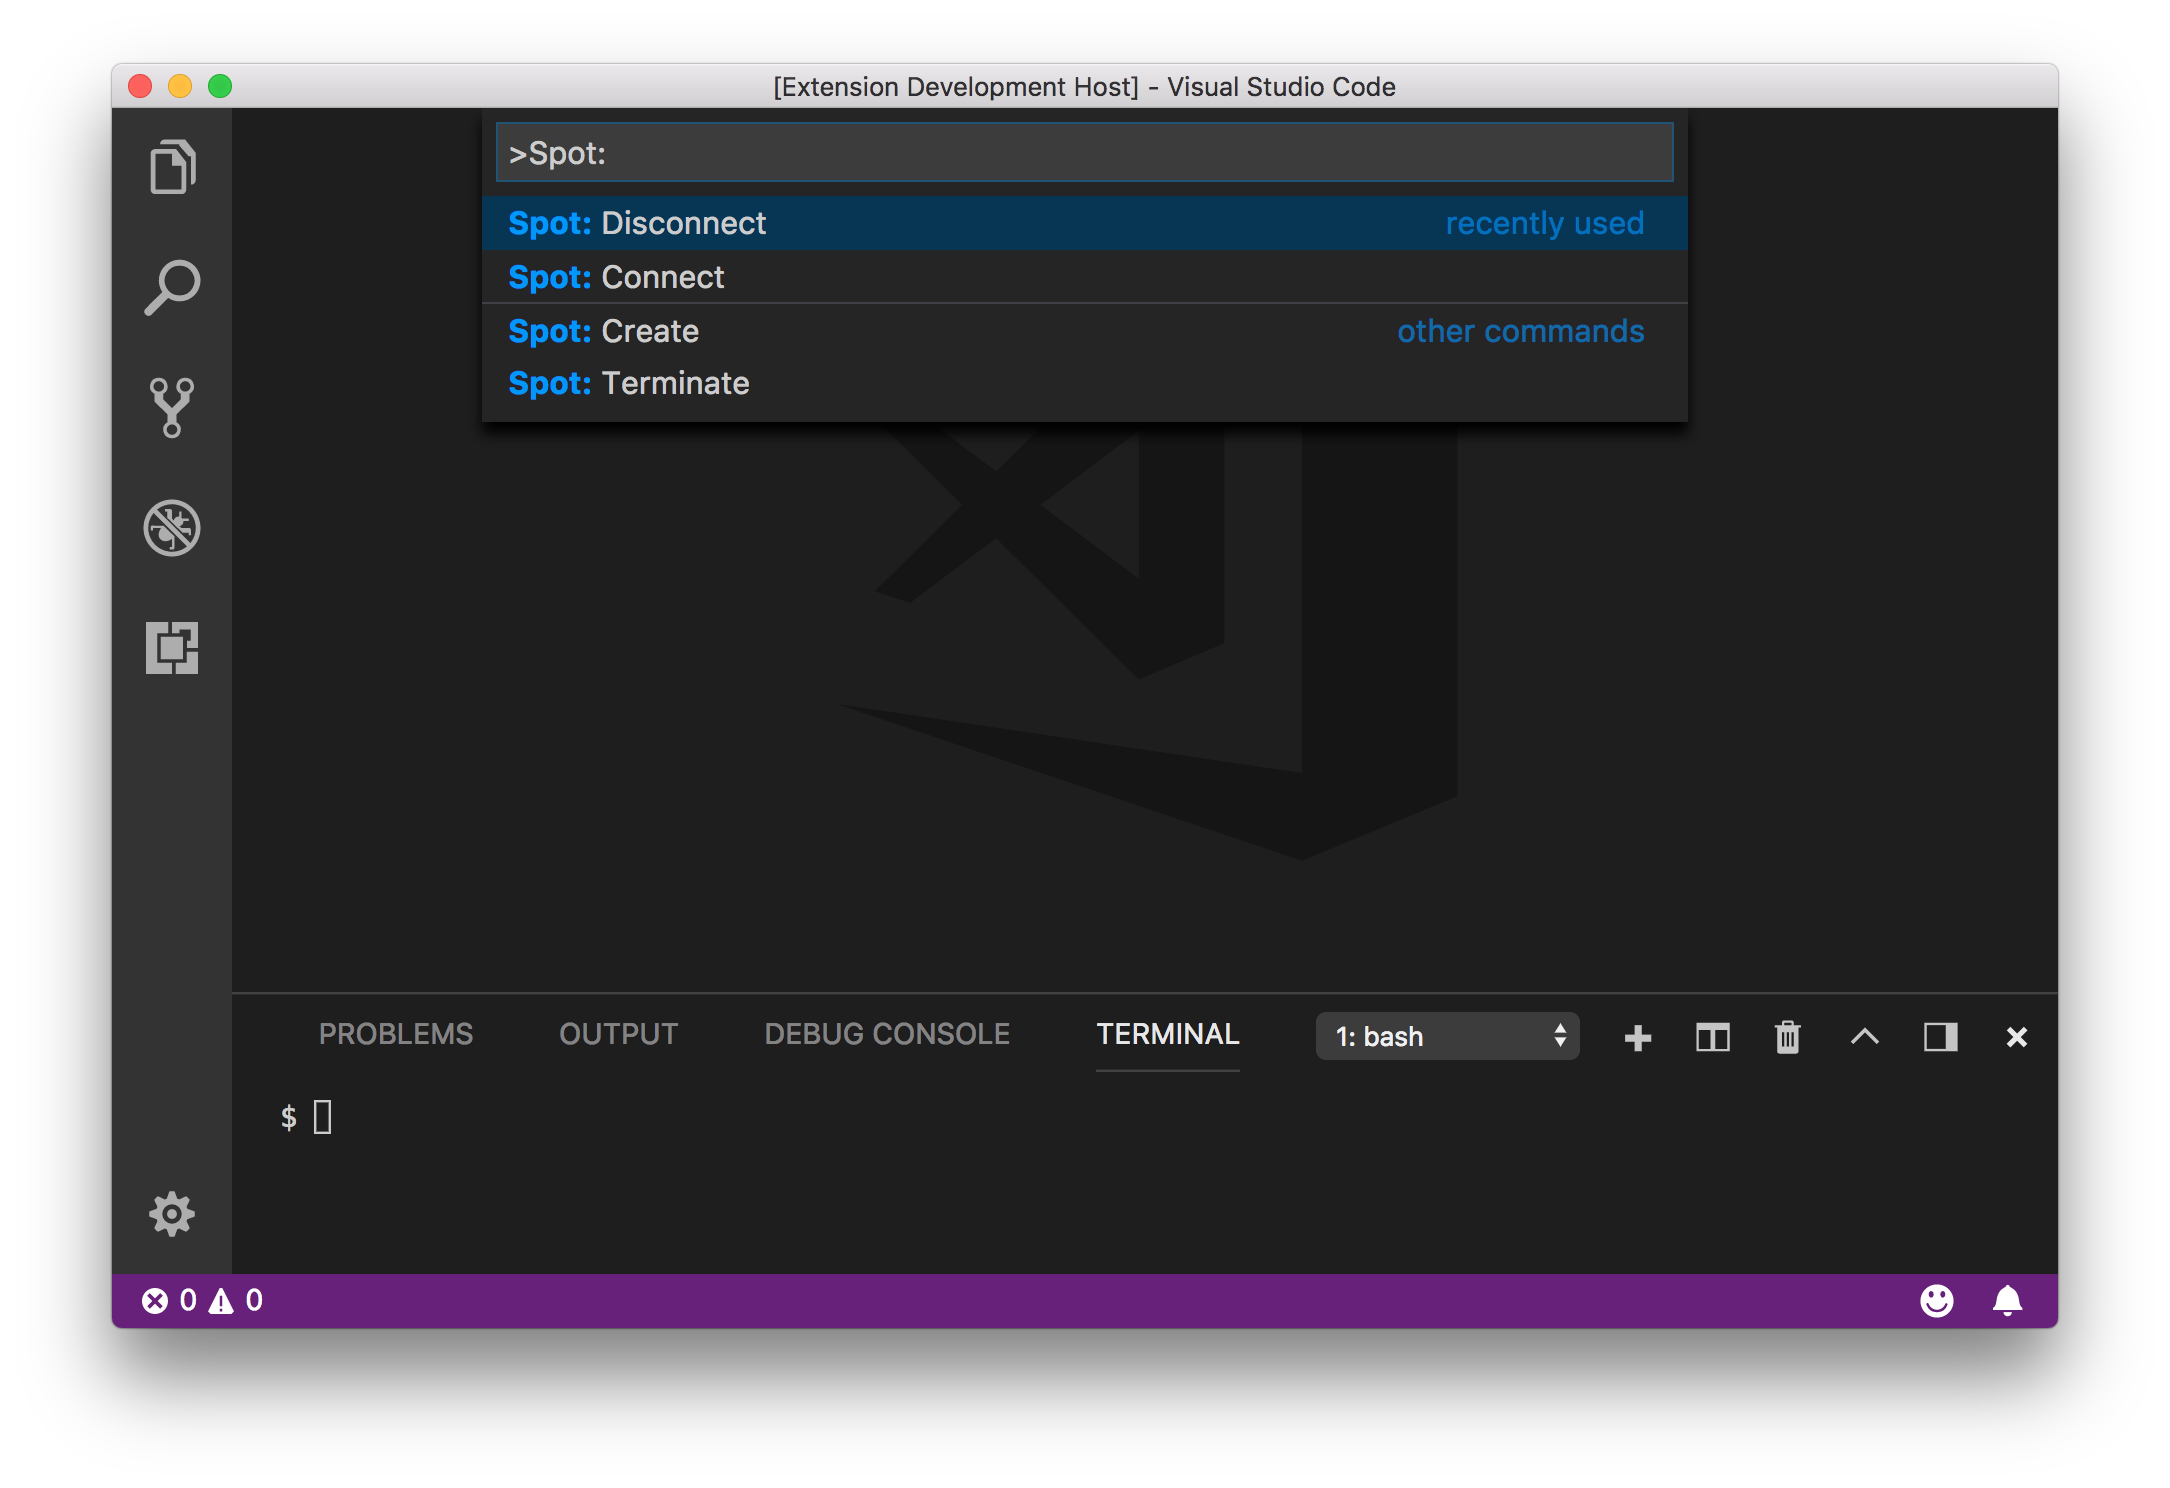 [Extension Development Host] - Visual Studio Code
>Spot:
Spot: Disconnect recently used
Spot: Connect
Spot: Create other commands
Spot: Terminate
PROBLEMS OUTPUT DEBUG CONSOLE TERMINAL 1: bash
$
0 0